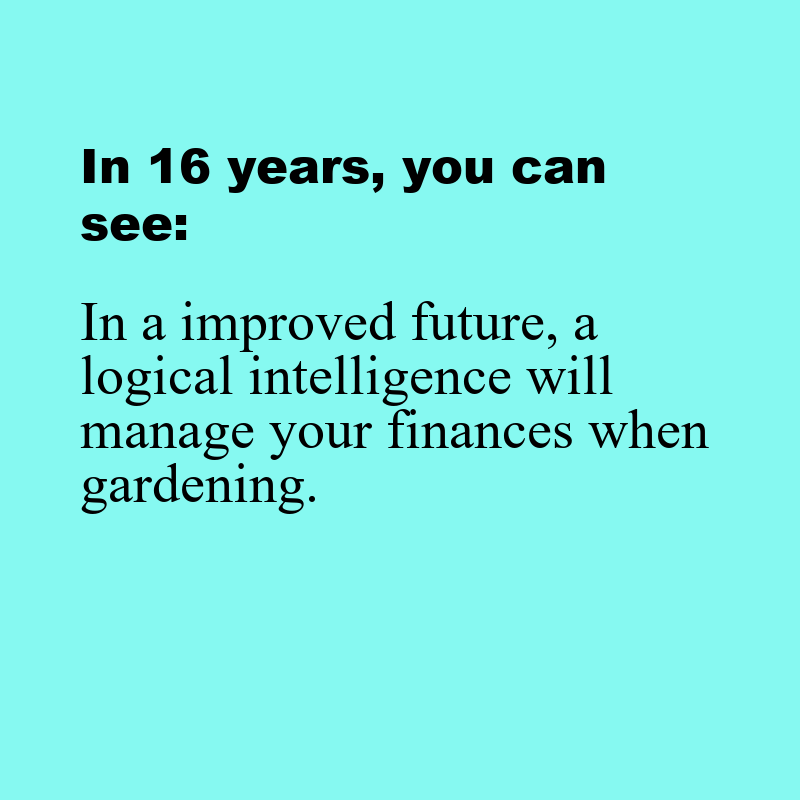 In 16 years, you can
see:
In a improved future, a
logical intelligence will
manage your finances when
gardening.